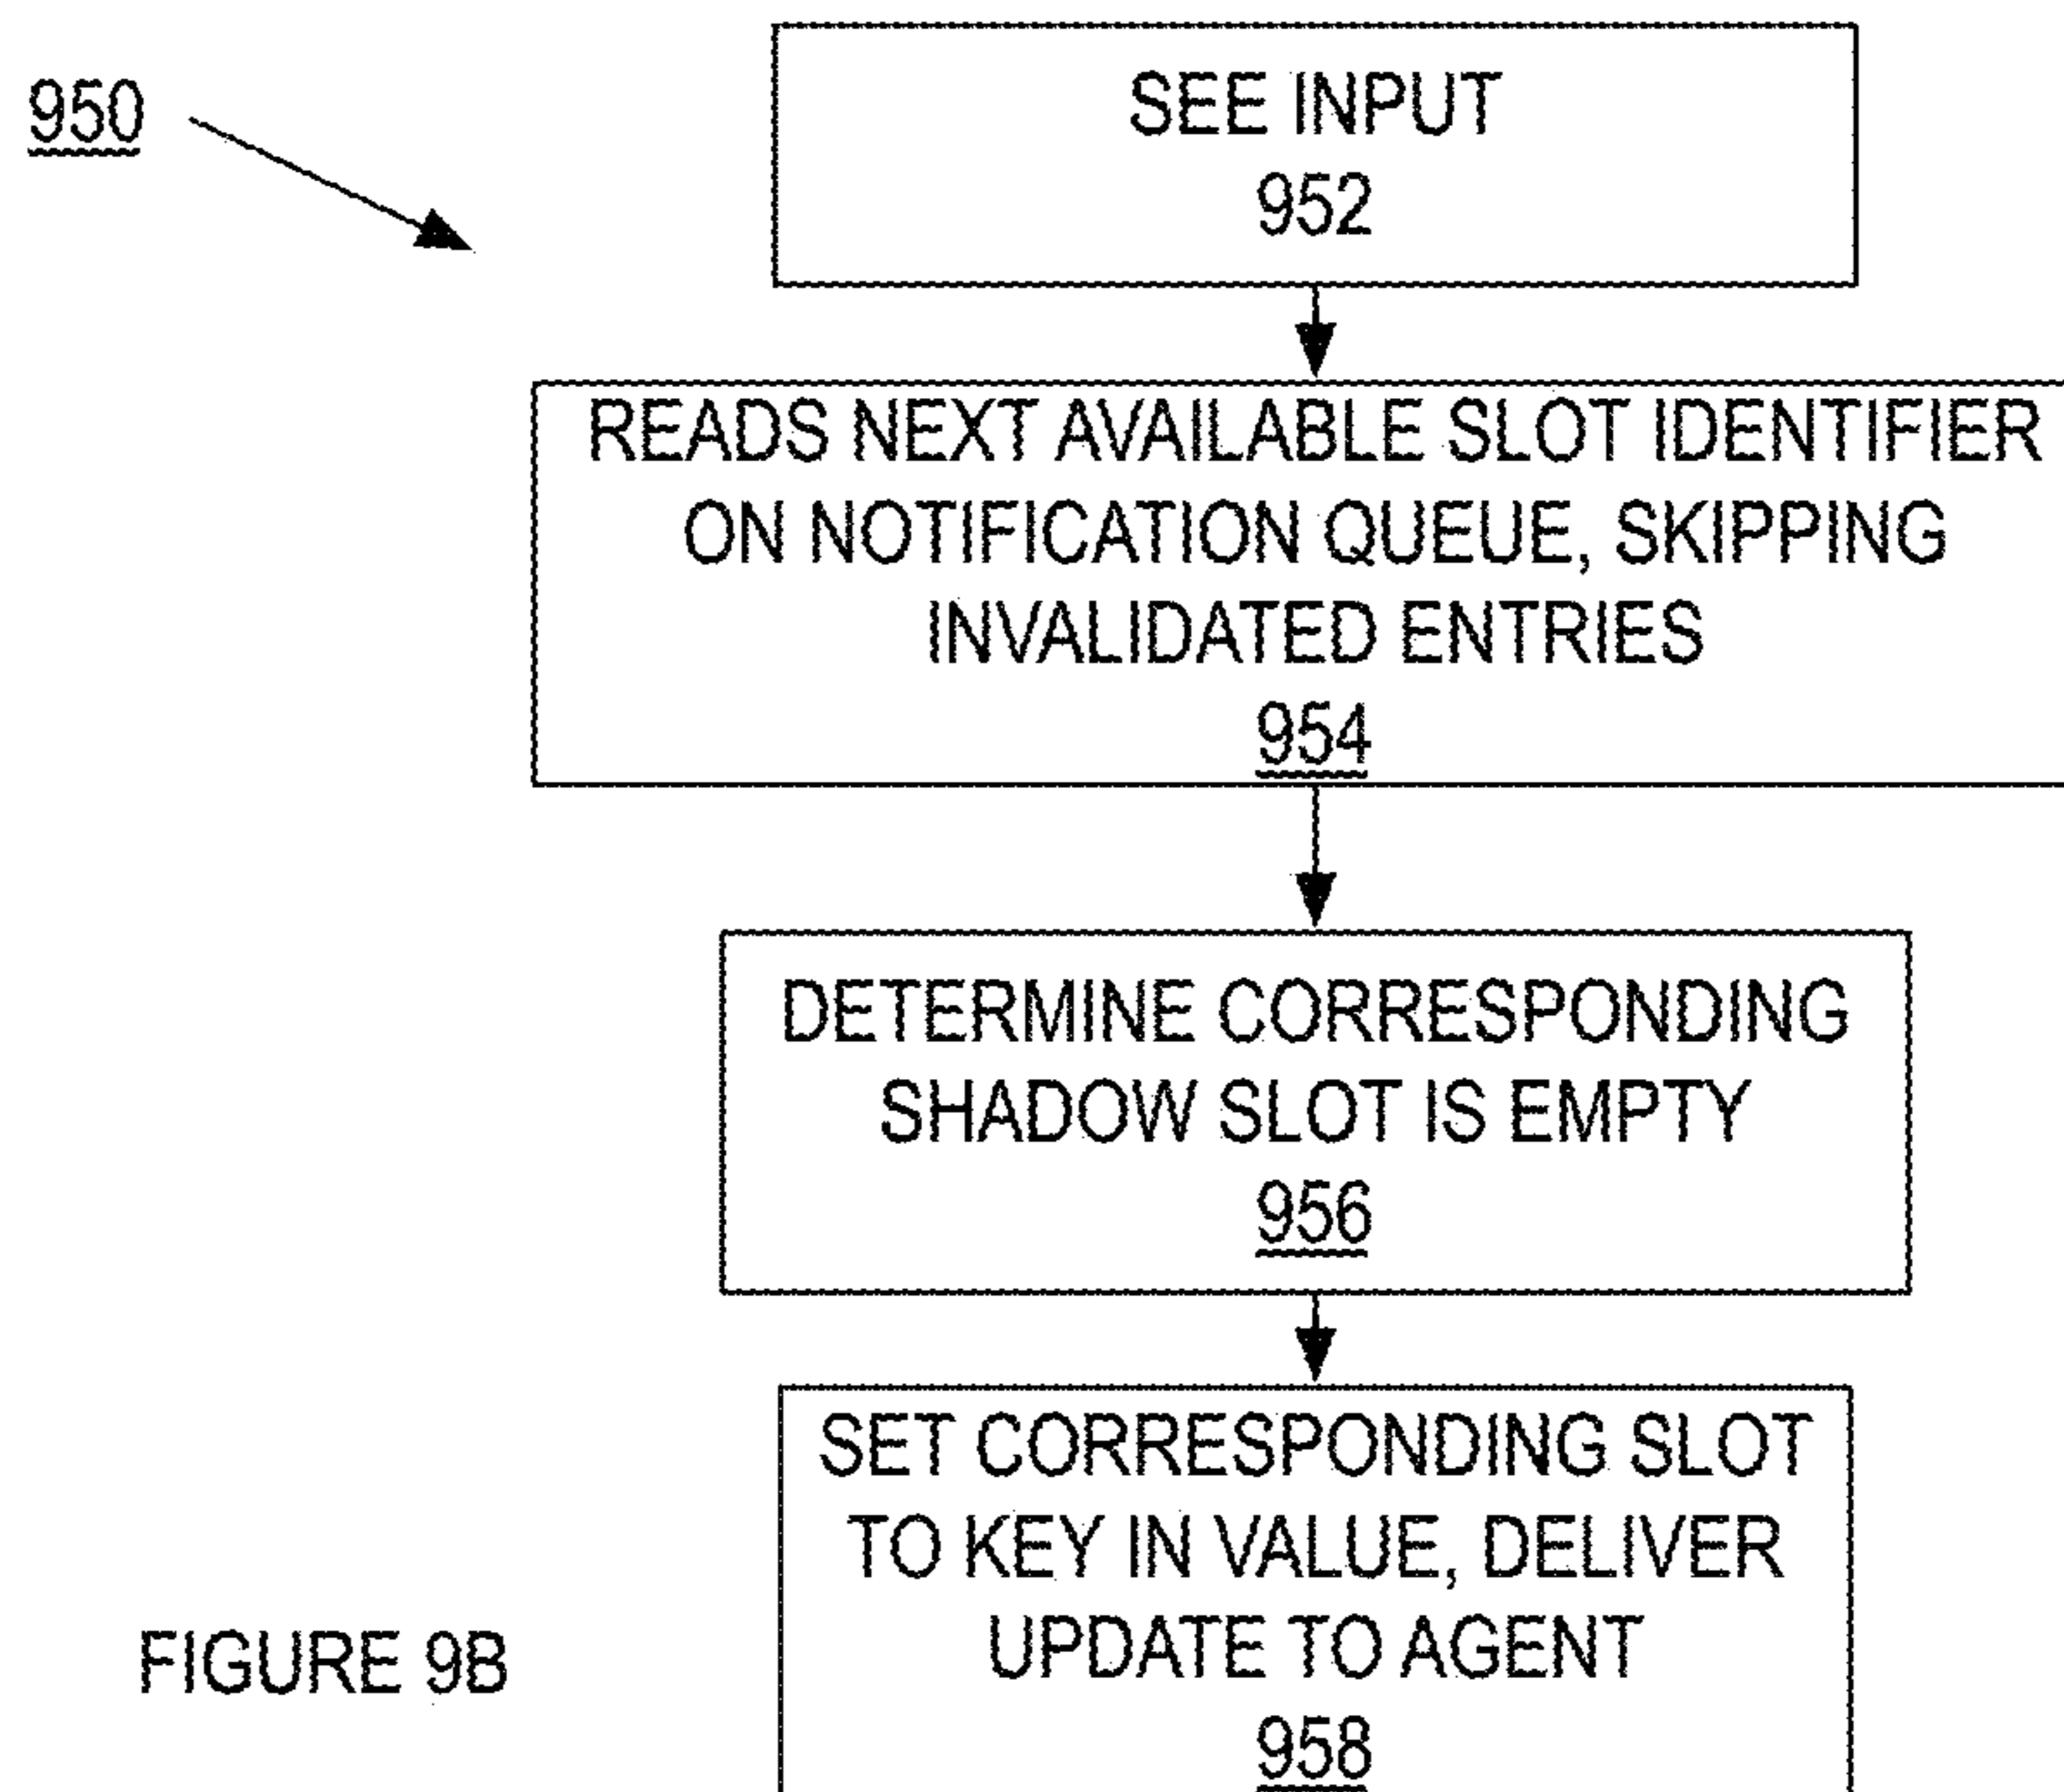 950
SEE INPUT
952
READS NEXT AVAILABLE SLOT IDENTIFIER
ON NOTIFICATION QUEUE, SKIPPING
INVALIDATED ENTRIES
954
DETERMINE CORRESPONDING
SHADOW SLOT IS EMPTY
956
SET CORRESPONDING SLOT
TO KEY IN VALUE, DELIVER
UPDATE TO AGENT
958
FIGURE 9B